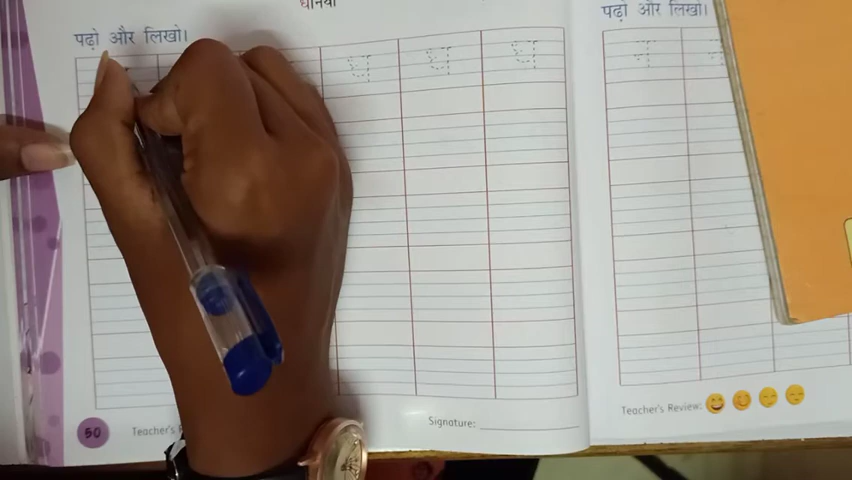 धनिया
पढ़ो और लिखो।
ध ध ध
50
Teacher's
Signature:
पढ़ो और लिखो।
न न
Teacher's Review: